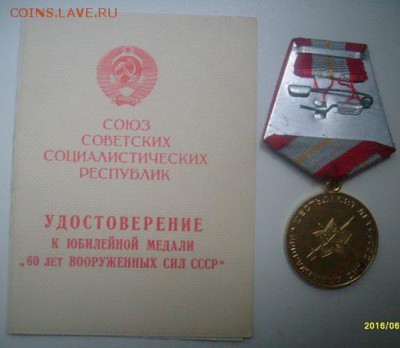 COINS.LAVE.RU
СОЮЗ
СОВЕТСКИХ
СОЦИАЛИСТИЧЕСКИХ
РЕСПУБЛИК
УДОСТОВЕРЕНИЕ
К ЮБИЛЕЙНОЙ МЕДАЛИ
„60 ЛЕТ ВООРУЖЕННЫХ СИЛ СССР“
2016/06